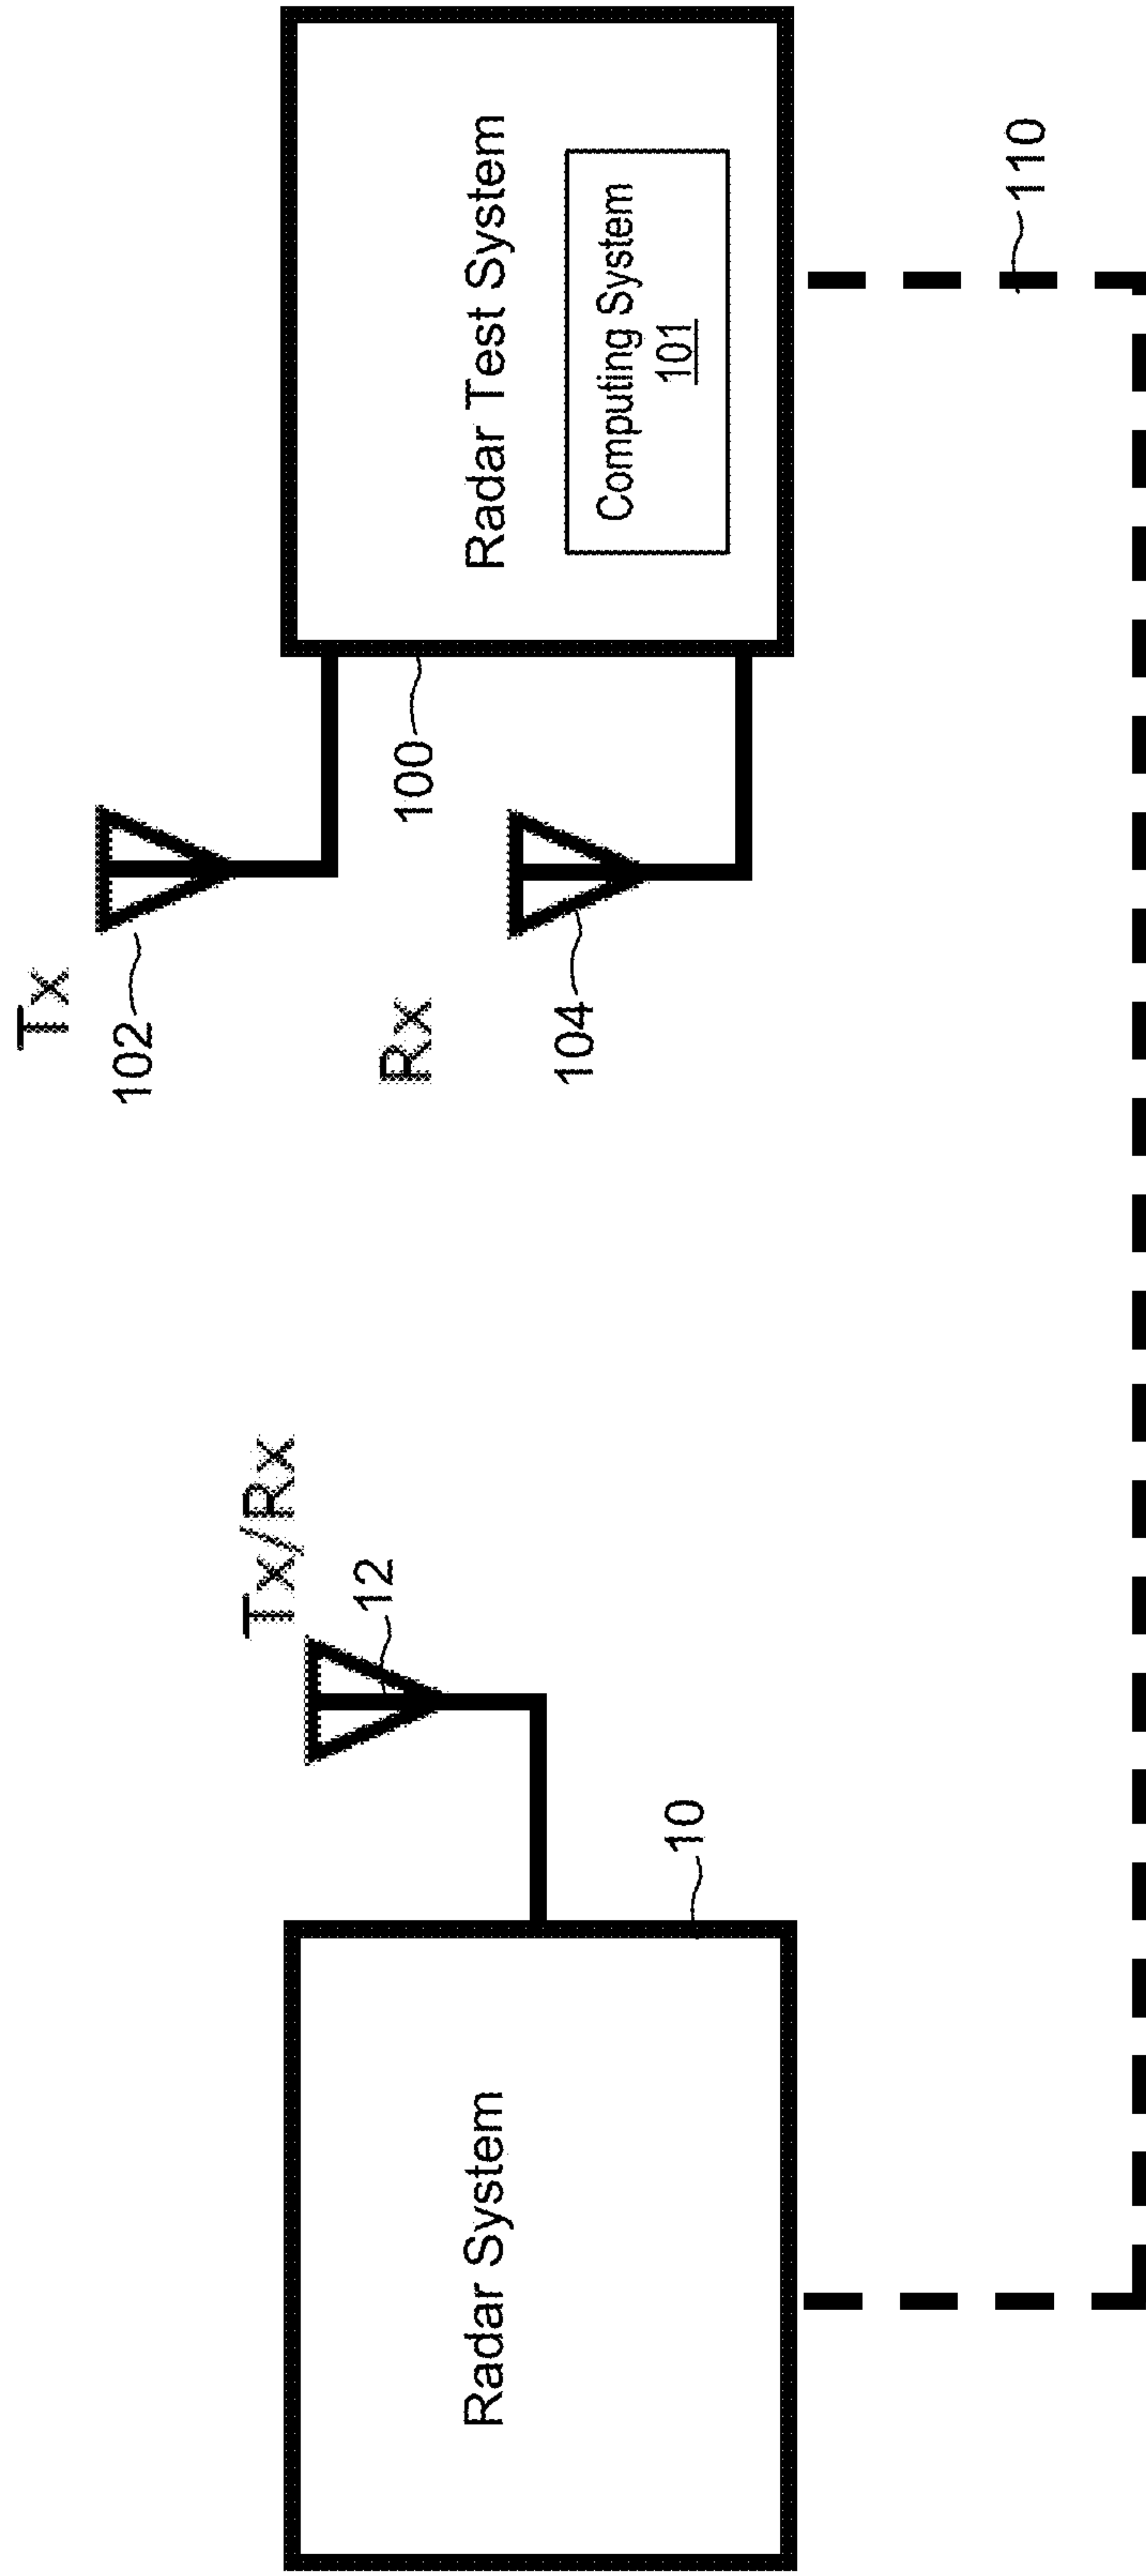 Radar System
10
Tx/Rx
12
Tx
102
Rx
104
100
Radar Test System
Computing System
101
110